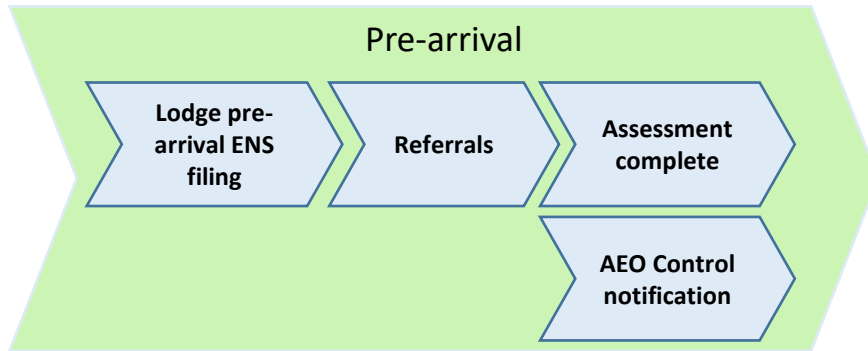 Pre-arrival
Lodge pre-
arrival ENS
filing
Referrals
Assessment
complete
AEO Control
notification